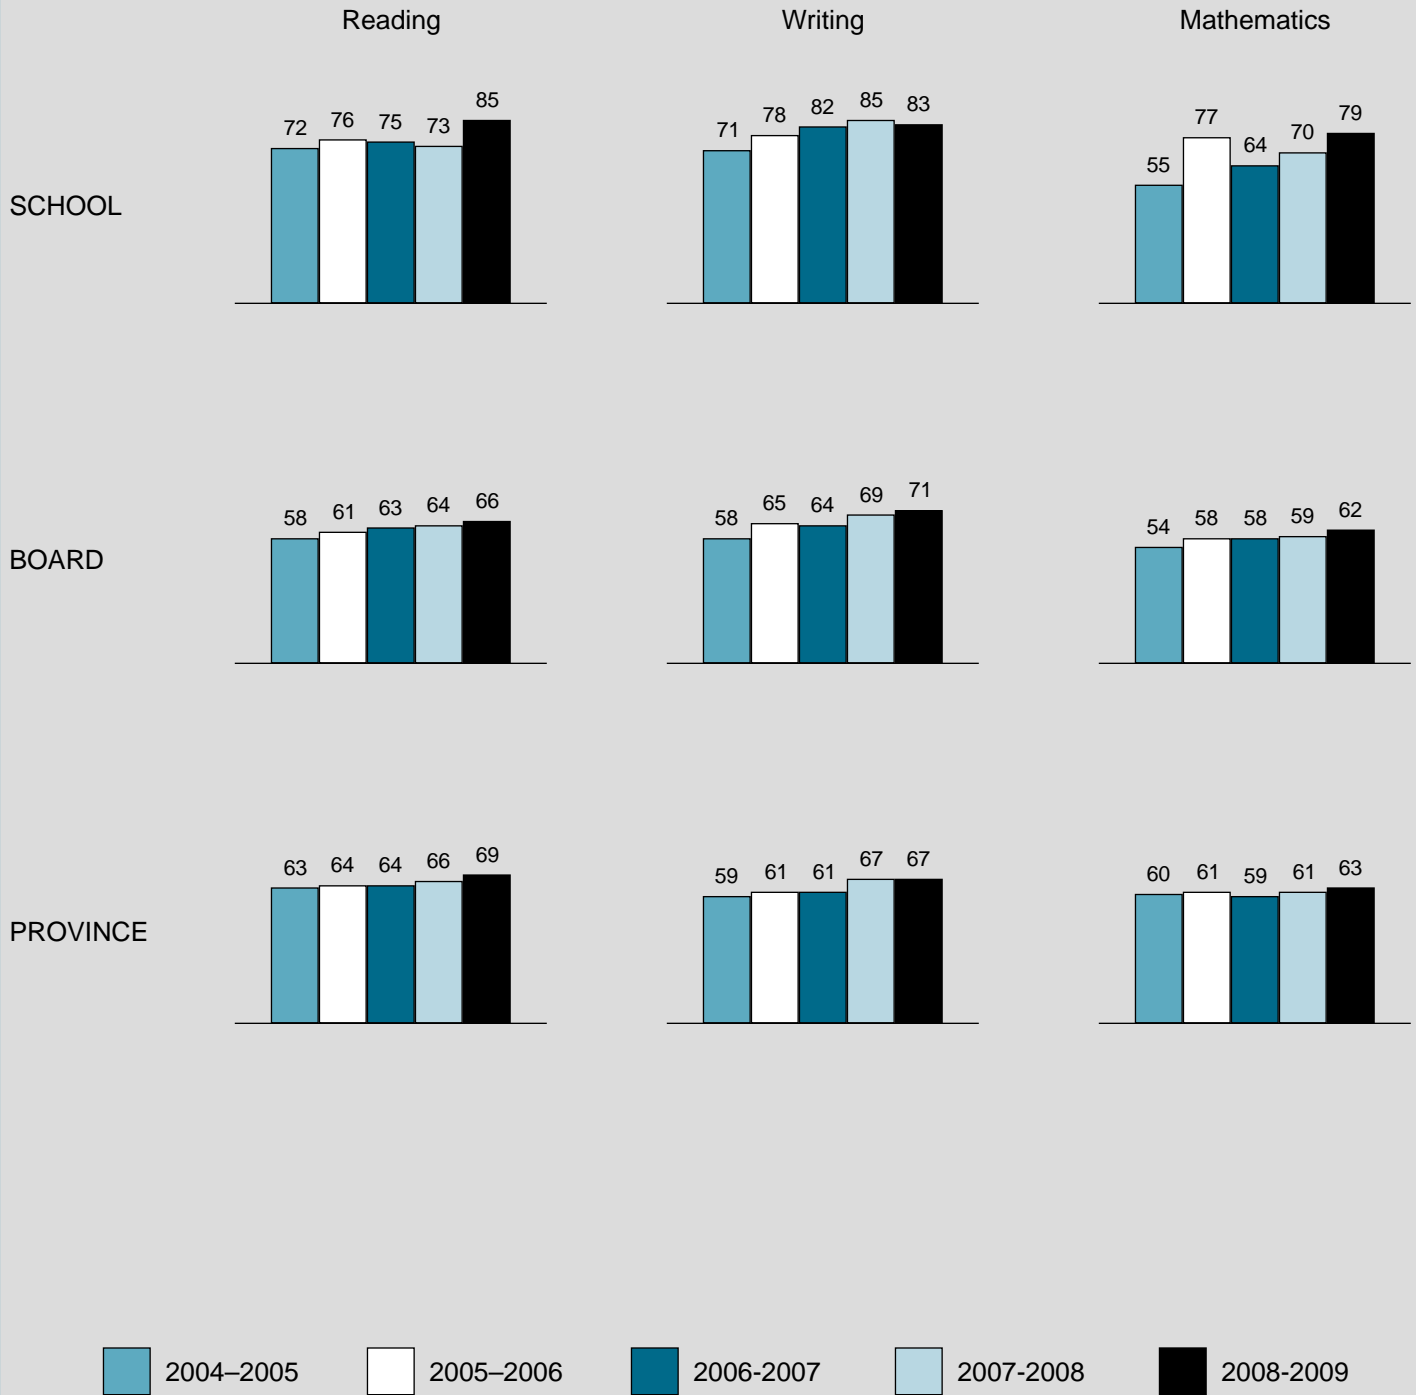 Reading Writing Mathematics
72 76 75 73 85
71 78 82 85 83
55 77 64 70 79
SCHOOL
58 61 63 64 66
58 65 64 69 71
54 58 58 59 62
BOARD
63 64 64 66 69
59 61 61 67 67
60 61 59 61 63
PROVINCE
2004–2005 2005–2006 2006-2007 2007-2008 2008-2009